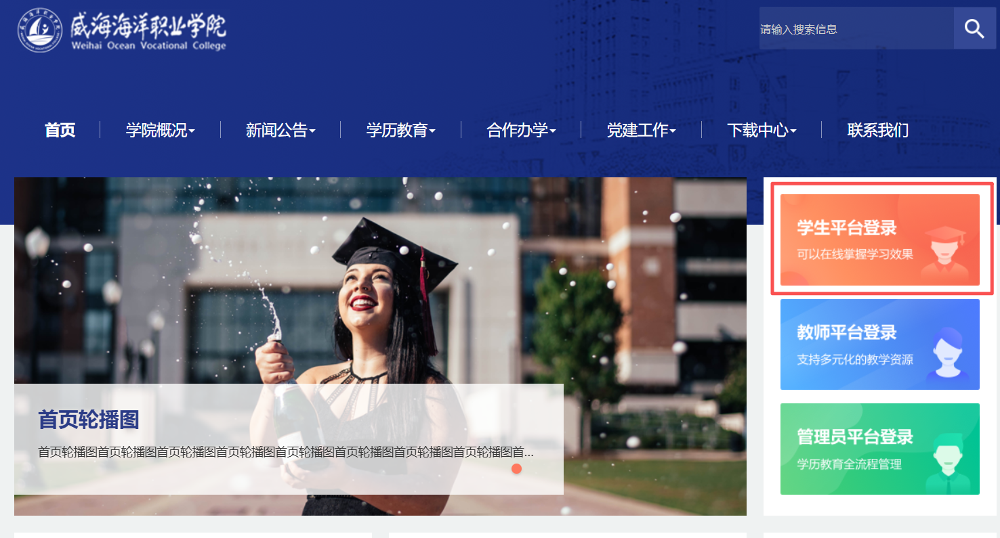 威海海洋职业学院
Weihai Ocean Vocational College
请输入搜索信息
首页
学院概况
新闻公告
学历教育
合作办学
党建工作
下载中心
联系我们
学生平台登录
可以在线掌握学习效果
教师平台登录
支持多元化的教学资源
管理员平台登录
学历教育全流程管理
首页轮播图
首页轮播图首页轮播图首页轮播图首页轮播图首页轮播图首页轮播图首页轮播图首页轮播图首...